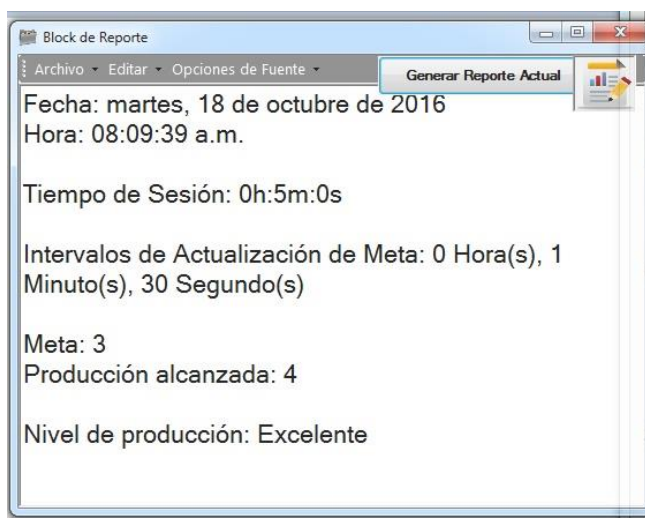 Block de Reporte
Archivo Editar Opciones de Fuente Generar Reporte Actual
Fecha: martes, 18 de octubre de 2016
Hora: 08:09:39 a.m.
Tiempo de Sesión: 0h:5m:0s
Intervalos de Actualización de Meta: 0 Hora(s), 1
Minuto(s), 30 Segundo(s)
Meta: 3
Producción alcanzada: 4
Nivel de producción: Excelente